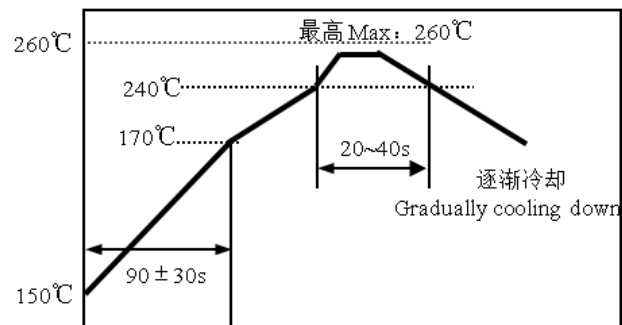 最高 Max：260℃
260℃
240℃
170℃
20~40s
逐渐冷却
Gradually cooling down
90±30s
150℃